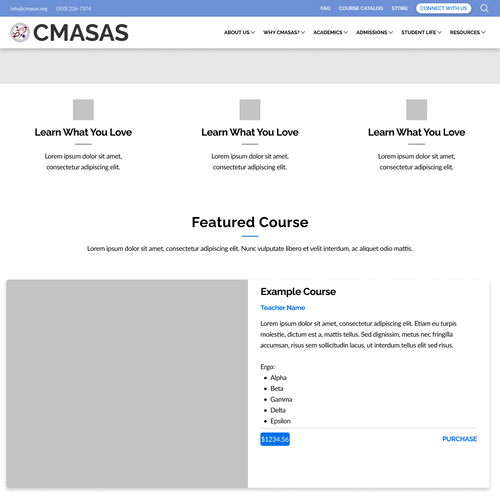 info@cmasas.org (503) 226-7374 FAQ COURSE CATALOG STORE CONNECT WITH US
CMASAS ABOUT US WHY CMASAS? ACADEMICS ADMISSIONS STUDENT LIFE RESOURCES
Learn What You Love
Lorem ipsum dolor sit amet,
consectetur adipiscing elit.
Learn What You Love
Lorem ipsum dolor sit amet,
consectetur adipiscing elit.
Learn What You Love
Lorem ipsum dolor sit amet,
consectetur adipiscing elit.
Featured Course
Lorem ipsum dolor sit amet, consectetur adipiscing elit. Nunc vulputate libero et velit interdum, ac aliquet odio mattis.
Example Course
Teacher Name
Lorem ipsum dolor sit amet, consectetur adipiscing elit. Etiam eu turpis
molestie, dictum est a, mattis tellus. Sed dignissim, metus nec fringilla
accumsan, risus sem sollicitudin lacus, ut interdum tellus elit sed risus.
Ergo:
• Alpha
• Beta
• Gamma
• Delta
• Epsilon
$1234.56 PURCHASE